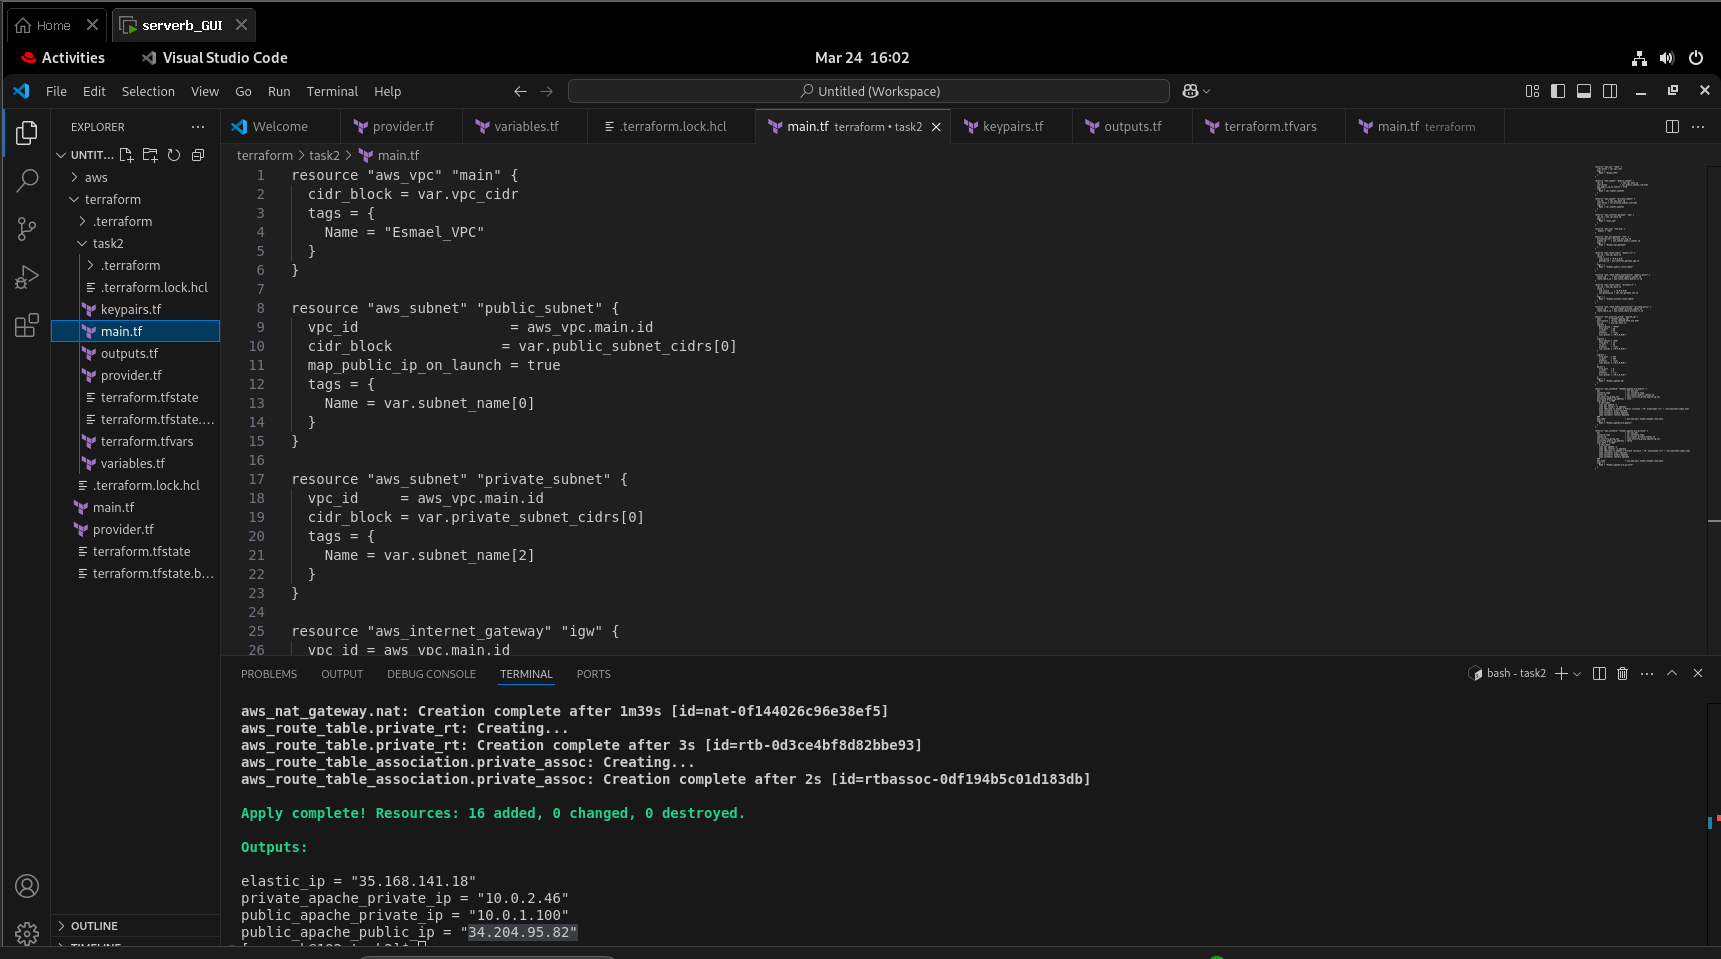 Home
serverb_GUI
Activities
Visual Studio Code
Mar 24 16:02
File Edit Selection View Go Run Terminal Help
Untitled (Workspace)
EXPLORER
Welcome
provider.tf
variables.tf
.terraform.lock.hcl
main.tf terraform • task2
keypairs.tf
outputs.tf
terraform.tfvars
main.tf terraform
UNTIT...
aws
terraform
.terraform
task2
.terraform
.terraform.lock.hcl
keypairs.tf
main.tf
outputs.tf
provider.tf
terraform.tfstate
terraform.tfstate....
terraform.tfvars
variables.tf
.terraform.lock.hcl
main.tf
provider.tf
terraform.tfstate
terraform.tfstate.b...
OUTLINE
TIMELINE
terraform > task2 > main.tf
1 resource "aws_vpc" "main" {
2 cidr_block = var.vpc_cidr
3 tags = {
4 Name = "Esmael_VPC"
5 }
6 }
7
8 resource "aws_subnet" "public_subnet" {
9 vpc_id = aws_vpc.main.id
10 cidr_block = var.public_subnet_cidrs[0]
11 map_public_ip_on_launch = true
12 tags = {
13 Name = var.subnet_name[0]
14 }
15 }
16
17 resource "aws_subnet" "private_subnet" {
18 vpc_id = aws_vpc.main.id
19 cidr_block = var.private_subnet_cidrs[0]
20 tags = {
21 Name = var.subnet_name[2]
22 }
23 }
24
25 resource "aws_internet_gateway" "igw" {
26 vpc_id = aws_vpc.main.id
PROBLEMS OUTPUT DEBUG CONSOLE TERMINAL PORTS
bash - task2
aws_nat_gateway.nat: Creation complete after 1m39s [id=nat-0f144026c96e38ef5]
aws_route_table.private_rt: Creating...
aws_route_table.private_rt: Creation complete after 3s [id=rtb-0d3ce4bf8d82bbe93]
aws_route_table_association.private_assoc: Creating...
aws_route_table_association.private_assoc: Creation complete after 2s [id=rtbassoc-0df194b5c01d183db]
Apply complete! Resources: 16 added, 0 changed, 0 destroyed.
Outputs:
elastic_ip = "35.168.141.18"
private_apache_private_ip = "10.0.2.46"
public_apache_private_ip = "10.0.1.100"
public_apache_public_ip = "34.204.95.82"